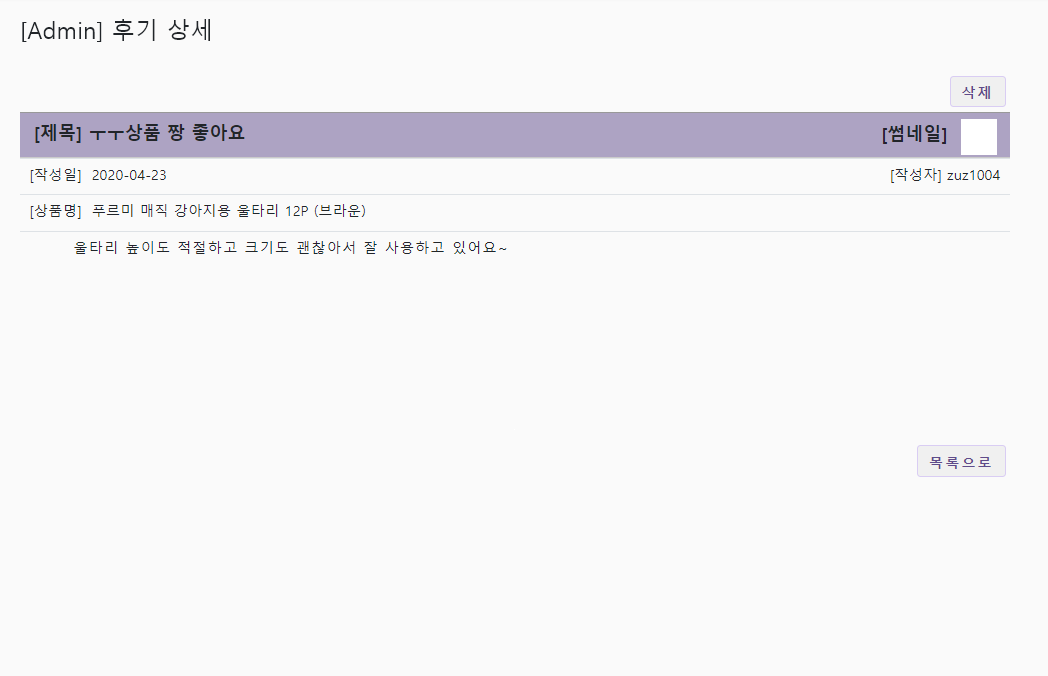 [Admin] 후기 상세
삭제
[제목] ㅜㅜ상품 짱 좋아요 [썸네일]
[작성일] 2020-04-23 [작성자] zuz1004
[상품명] 푸르미 매직 강아지용 울타리 12P (브라운)
울타리 높이도 적절하고 크기도 괜찮아서 잘 사용하고 있어요~
목록으로